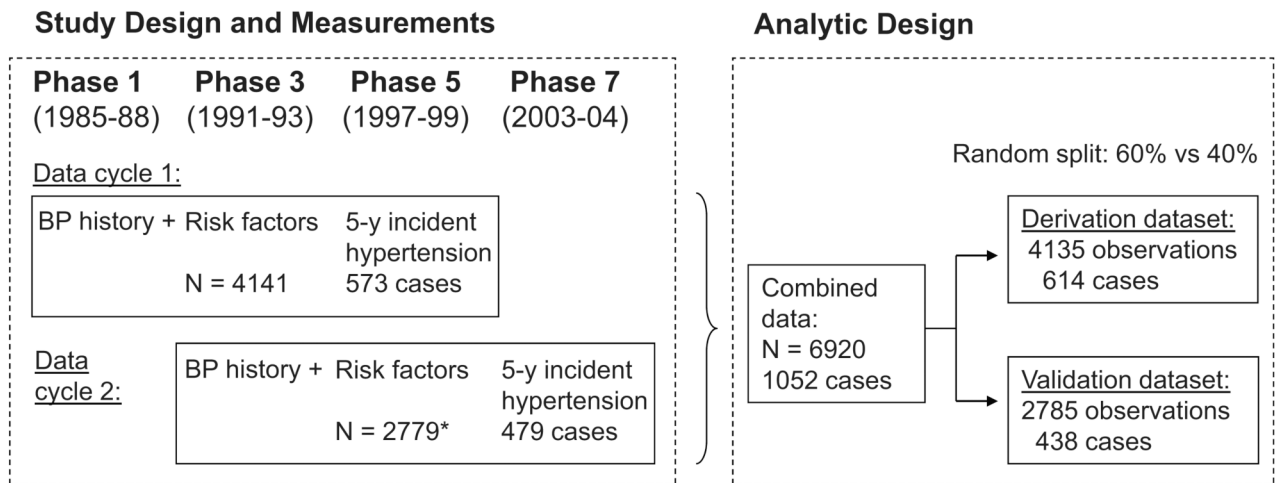 Study Design and Measurements
Phase 1 Phase 3 Phase 5 Phase 7
(1985-88) (1991-93) (1997-99) (2003-04)
Data cycle 1:
BP history + Risk factors 5-y incident
hypertension
N = 4141 573 cases
Data
cycle 2:
BP history + Risk factors 5-y incident
hypertension
N = 2779* 479 cases
Analytic Design
Random split: 60% vs 40%
Combined
data:
N = 6920
1052 cases
Derivation dataset:
4135 observations
614 cases
Validation dataset:
2785 observations
438 cases